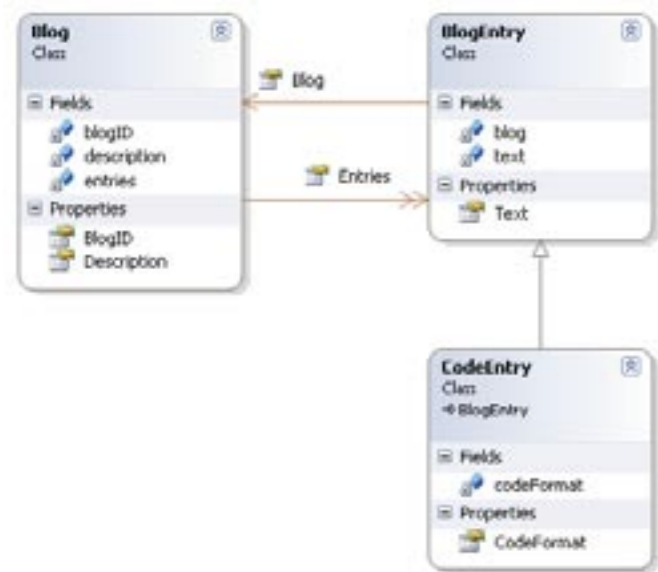 Blog
Class
Fields
blogID
description
entries
Properties
BlogID
Description
Blog
Entries
BlogEntry
Class
Fields
blog
text
Properties
Text
CodeEntry
Class
BlogEntry
Fields
codeFormat
Properties
CodeFormat